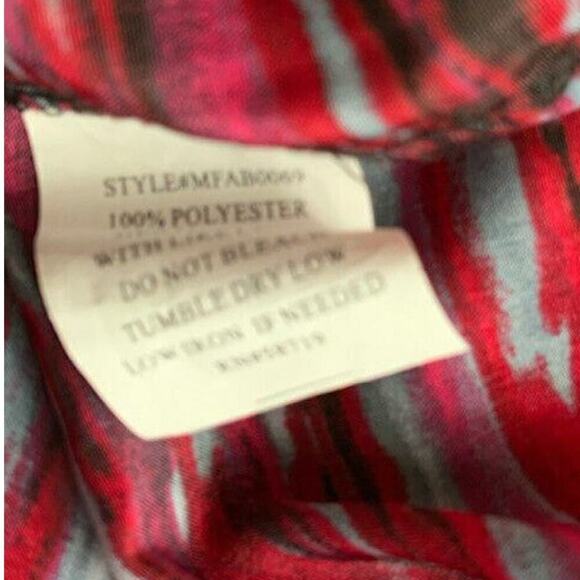 STYLE#MFAB0069
100% POLYESTER
WITH
DO NOT BLEACH
TUMBLE DRY LOW
LOW IRON IF NEEDED